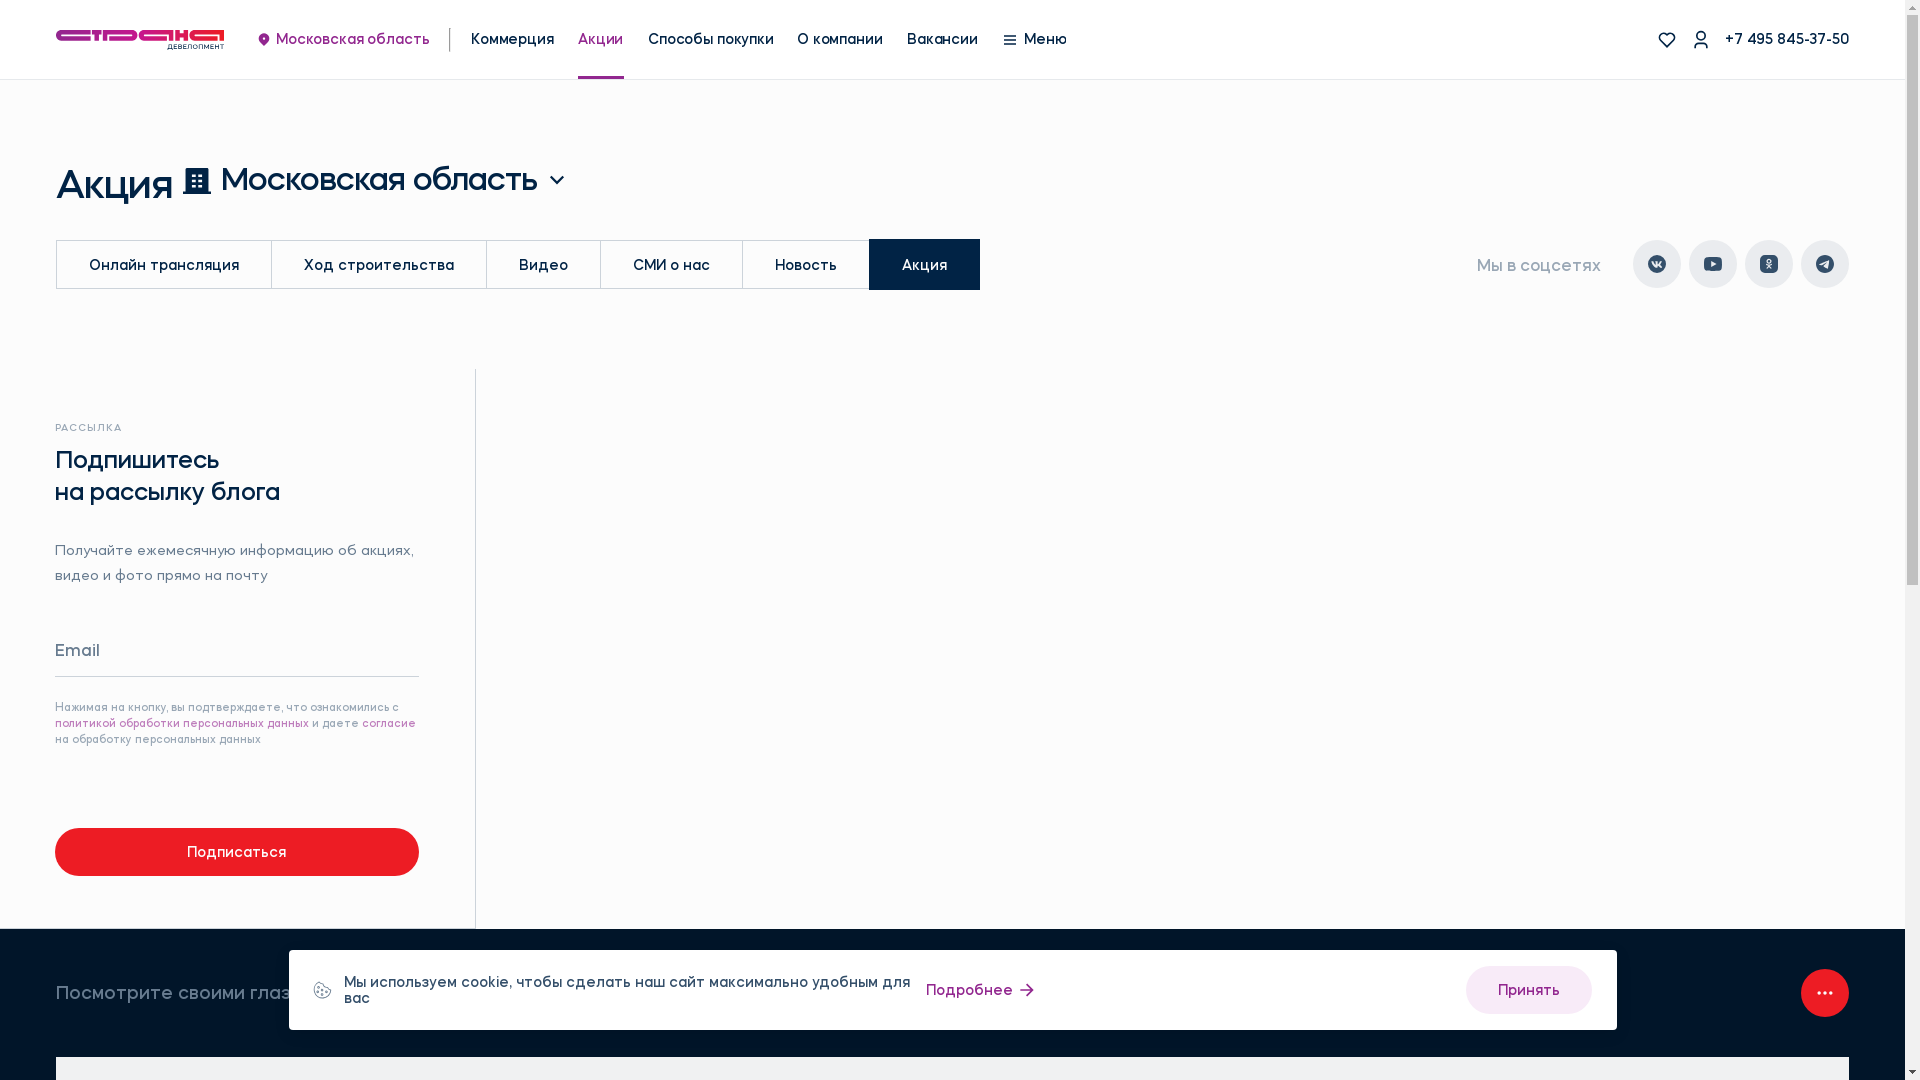 страна
ДЕВЕЛОПМЕНТ
Московская область
Коммерция
Акции
Способы покупки
О компании
Вакансии
Меню
+7 495 845-37-50
Акция Московская область
Онлайн трансляция
Ход строительства
Видео
СМИ о нас
Новость
Акция
Мы в соцсетях
РАССЫЛКА
Подпишитесь
на рассылку блога
Получайте ежемесячную информацию об акциях,
видео и фото прямо на почту
Email
Нажимая на кнопку, вы подтверждаете, что ознакомились с
политикой обработки персональных данных и даете согласие
на обработку персональных данных
Подписаться
Посмотрите своими глаз
Мы используем cookie, чтобы сделать наш сайт максимально удобным для
вас
Подробнее
Принять